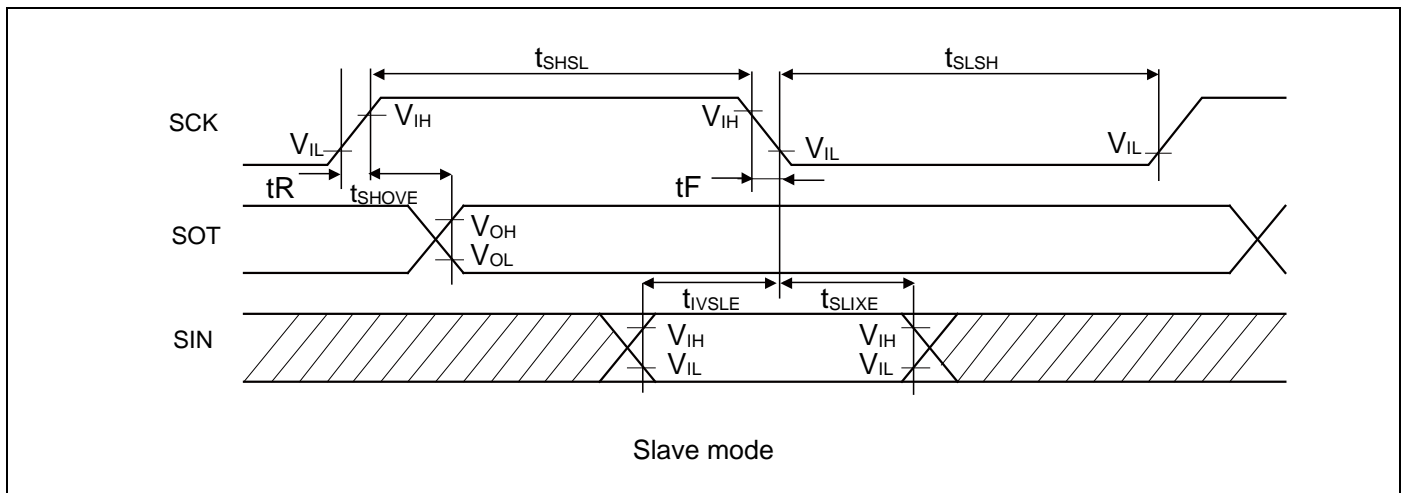 tSHSL tSLSH
SCK VIH VIH
VIL VIL VIL
tR tSHOVE tF
SOT VOH
VOL
tIVSLE tSLIXE
SIN VIH VIH
VIL VIL
Slave mode